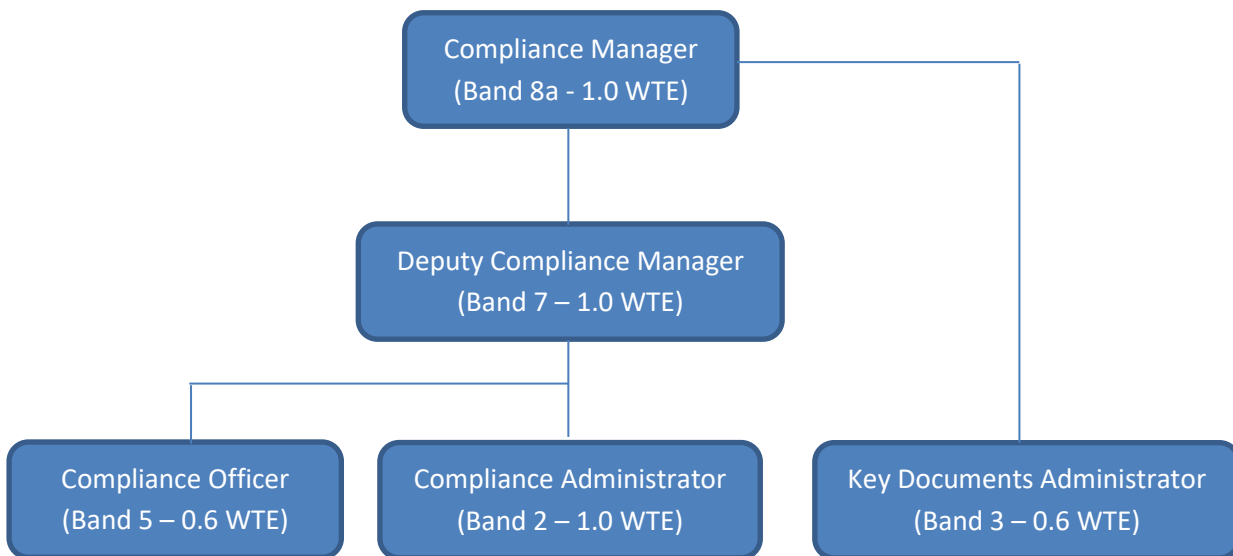 Compliance Manager
(Band 8a - 1.0 WTE)
Deputy Compliance Manager
(Band 7 – 1.0 WTE)
Compliance Officer
(Band 5 – 0.6 WTE)
Compliance Administrator
(Band 2 – 1.0 WTE)
Key Documents Administrator
(Band 3 – 0.6 WTE)